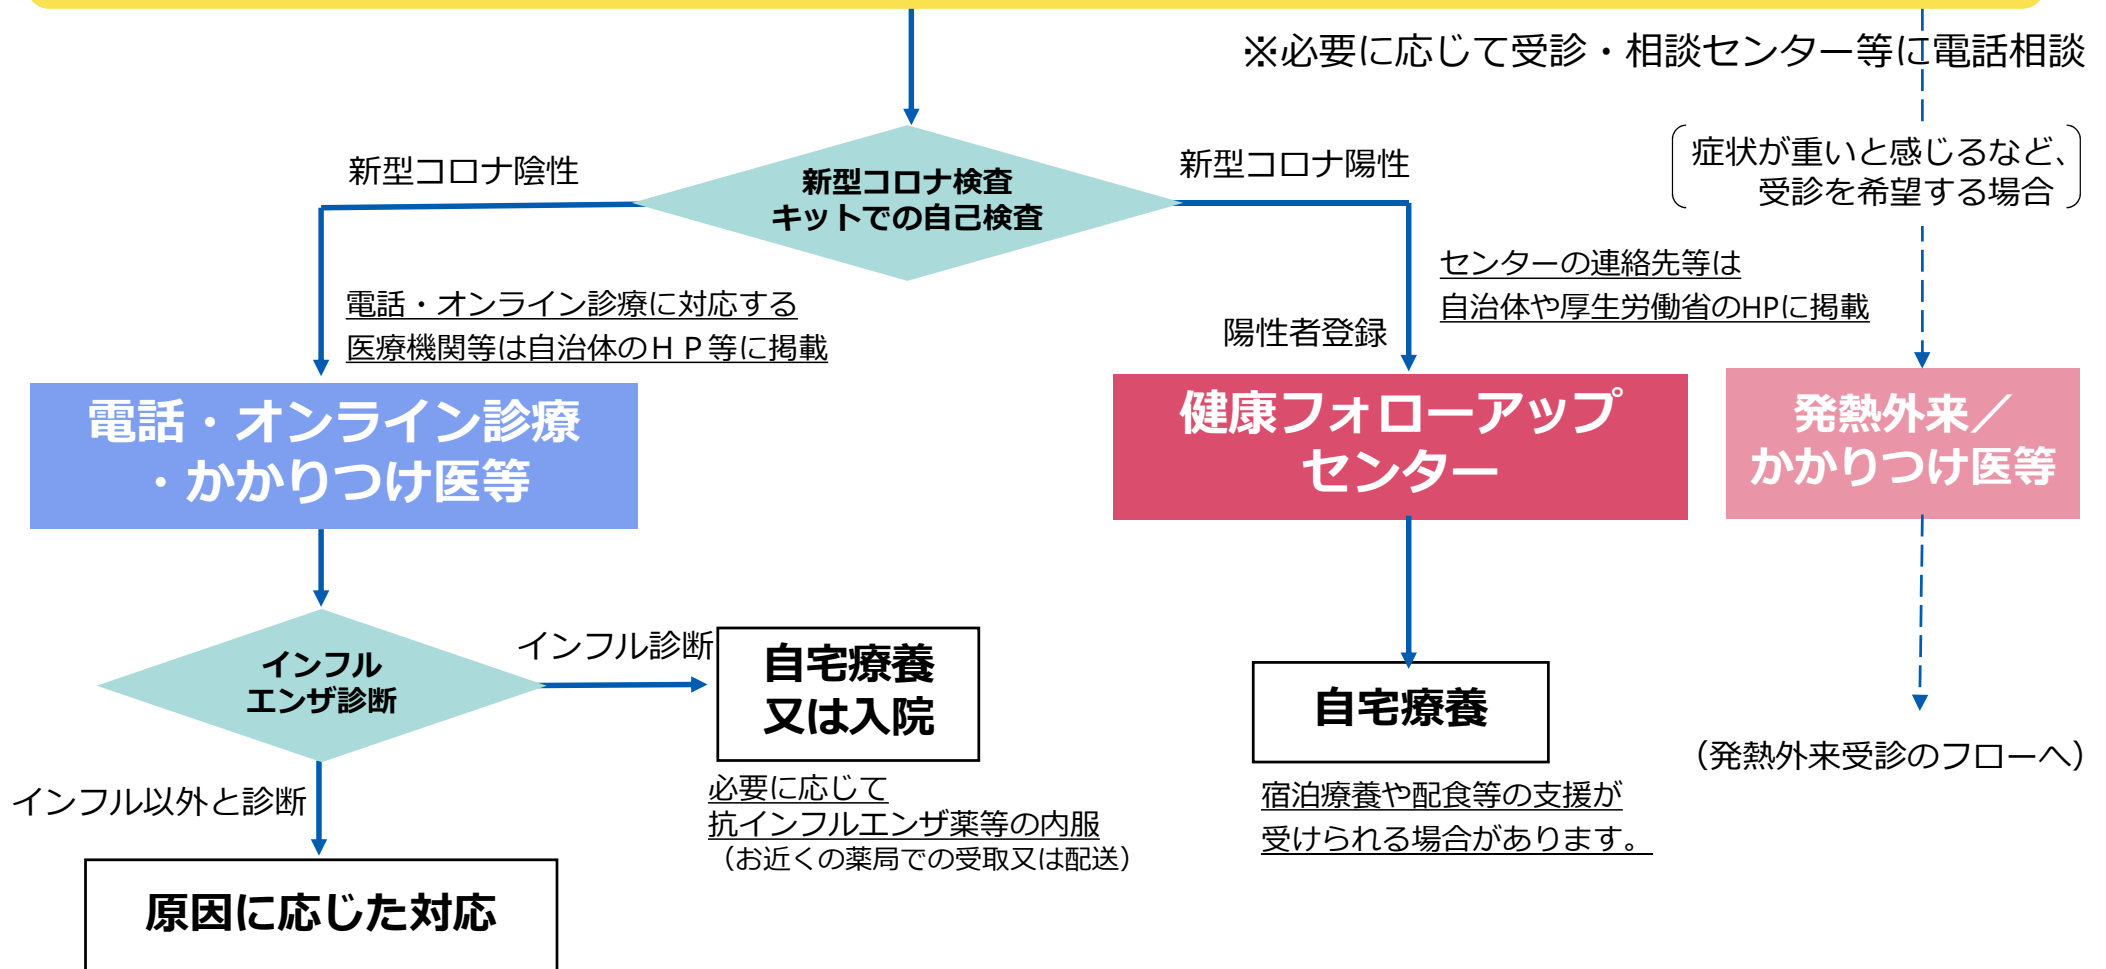 ※必要に応じて受診・相談センター等に電話相談
症状が重いと感じるなど、
受診を希望する場合
新型コロナ陰性
新型コロナ検査
キットでの自己検査
新型コロナ陽性
電話・オンライン診療に対応する
医療機関等は自治体のＨＰ等に掲載
陽性者登録
センターの連絡先等は
自治体や厚生労働省のHPに掲載
電話・オンライン診療
・かかりつけ医等
健康フォローアップ
センター
発熱外来／
かかりつけ医等
インフル
エンザ診断
インフル診断
自宅療養
又は入院
必要に応じて
抗インフルエンザ薬等の内服
（お近くの薬局での受取又は配送）
自宅療養
宿泊療養や配食等の支援が
受けられる場合があります。
（発熱外来受診のフローへ）
インフル以外と診断
原因に応じた対応